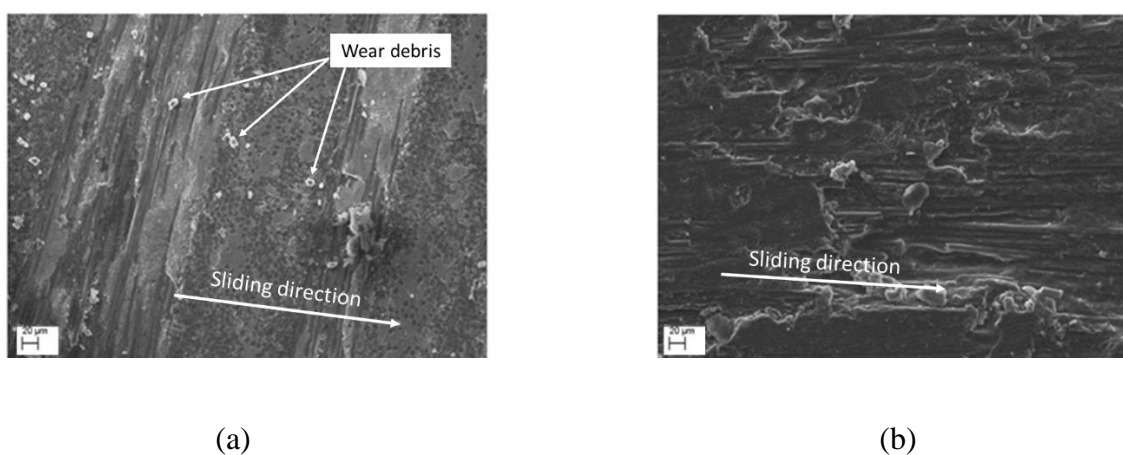 Wear debris
Sliding direction
20 μm
Sliding direction
20 μm
(a)
(b)